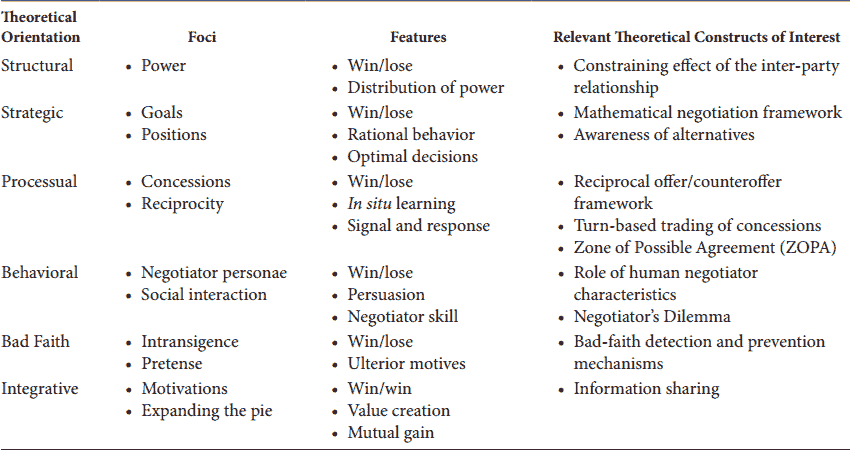 Theoretical
Orientation Foci Features Relevant Theoretical Constructs of Interest
Structural • Power • Win/lose • Constraining effect of the inter-party
• Distribution of power relationship
Strategic • Goals • Win/lose • Mathematical negotiation framework
• Positions • Rational behavior • Awareness of alternatives
• Optimal decisions
Processual • Concessions • Win/lose • Reciprocal offer/counteroffer
• Reciprocity • In situ learning framework
• Signal and response • Turn-based trading of concessions
• Zone of Possible Agreement (ZOPA)
Behavioral • Negotiator personae • Win/lose • Role of human negotiator
• Social interaction • Persuasion characteristics
• Negotiator skill • Negotiator’s Dilemma
Bad Faith • Intransigence • Win/lose • Bad-faith detection and prevention
• Pretense • Ulterior motives mechanisms
Integrative • Motivations • Win/win • Information sharing
• Expanding the pie • Value creation
• Mutual gain